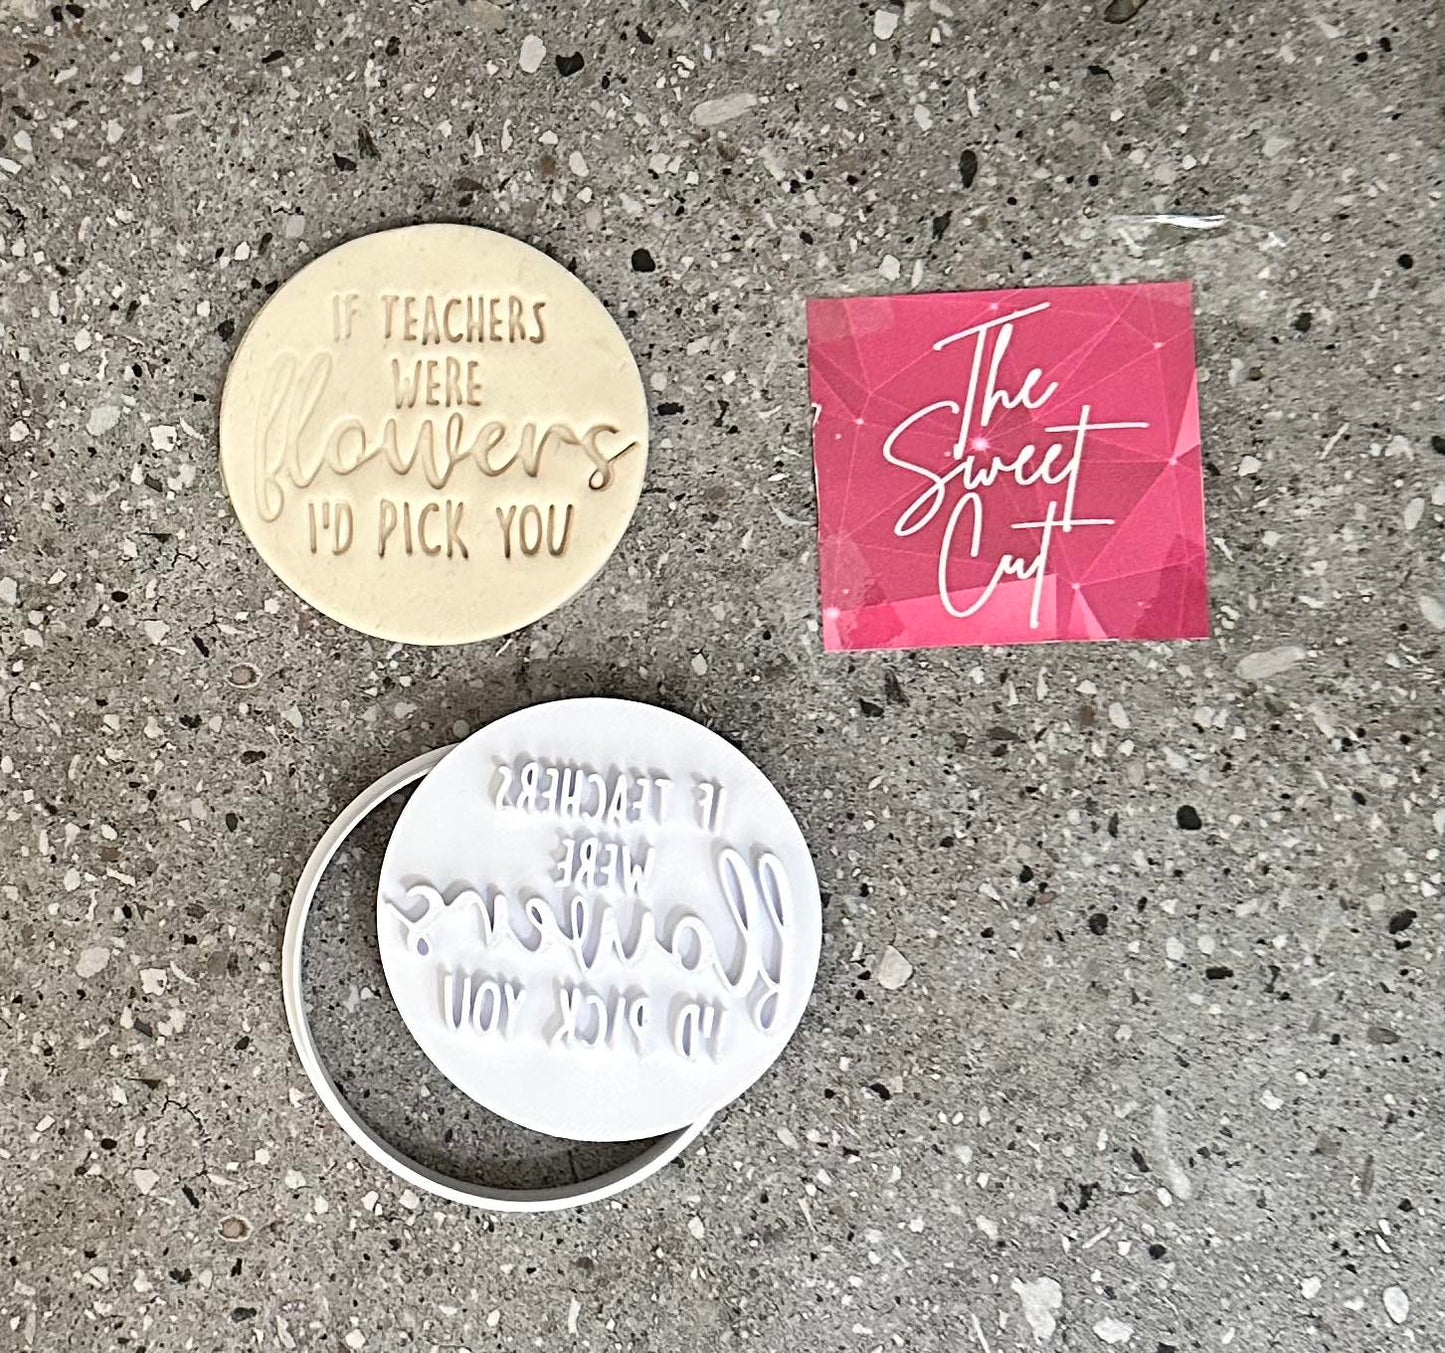 IF TEACHERS
WERE
flowers
I'D PICK YOU
The
Sweet
Cut
IF TEACHERS
WERE
flowers
I'D PICK YOU